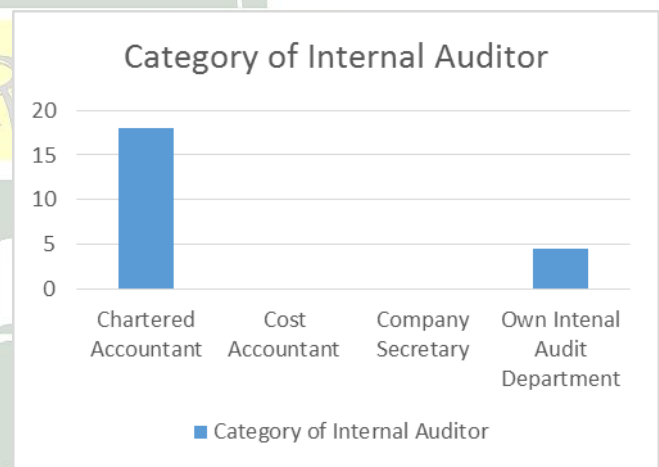 Category of Internal Auditor
20
15
10
5
0
Chartered Accountant
Cost Accountant
Company Secretary
Own Intenal Audit Department
Category of Internal Auditor